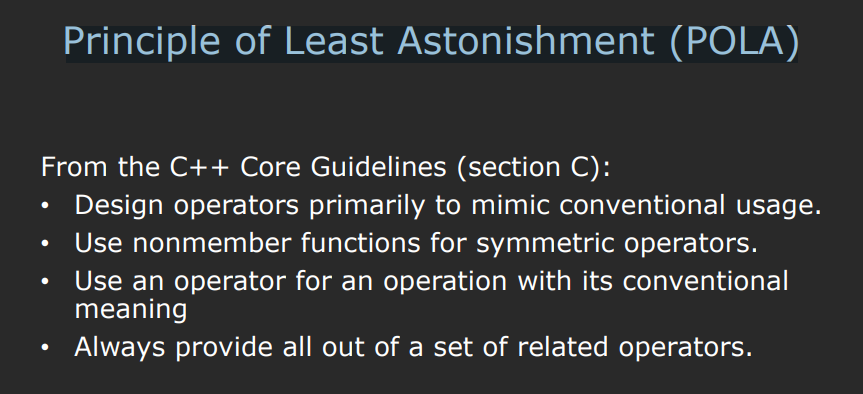 Principle of Least Astonishment (POLA)
From the C++ Core Guidelines (section C):
• Design operators primarily to mimic conventional usage.
• Use nonmember functions for symmetric operators.
• Use an operator for an operation with its conventional
meaning
• Always provide all out of a set of related operators.